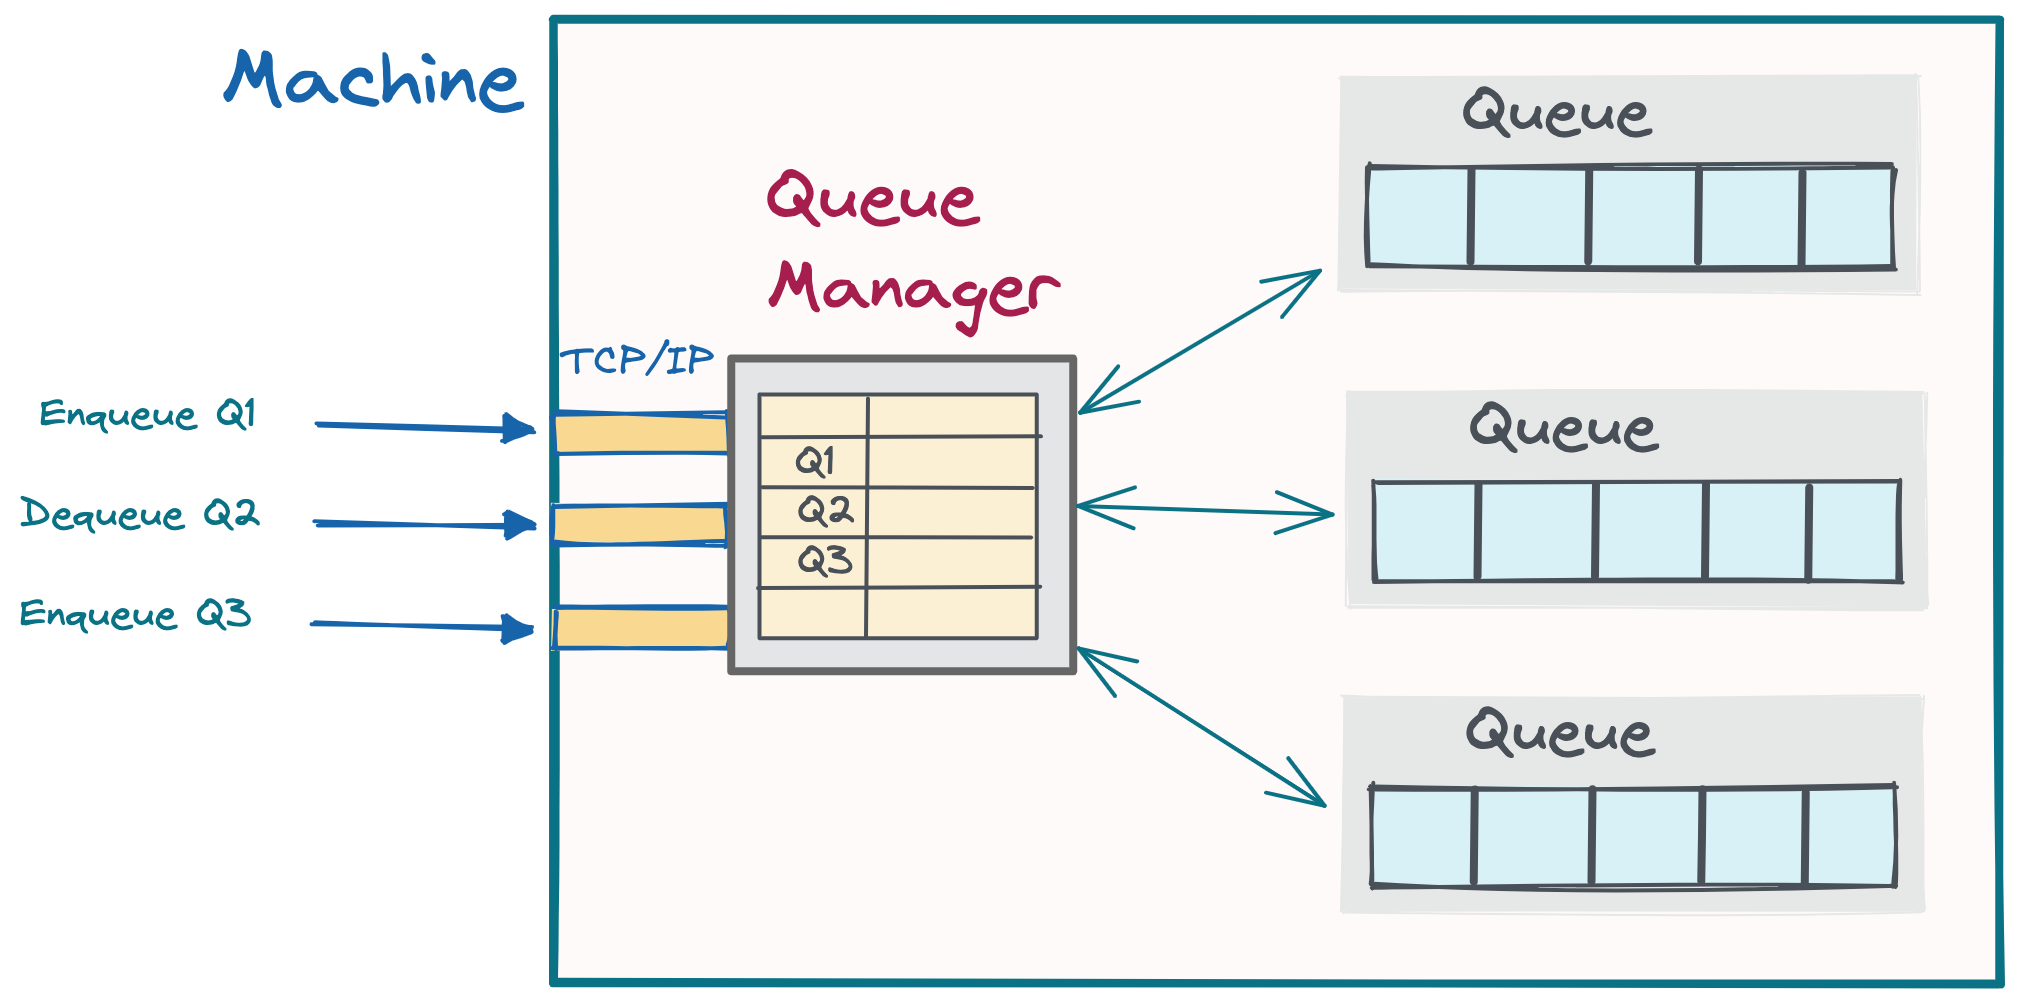 Machine
Queue
Queue
Manager
TCP/IP
Enqueue Q1
Dequeue Q2
Enqueue Q3
Q1
Q2
Q3
Queue
Queue